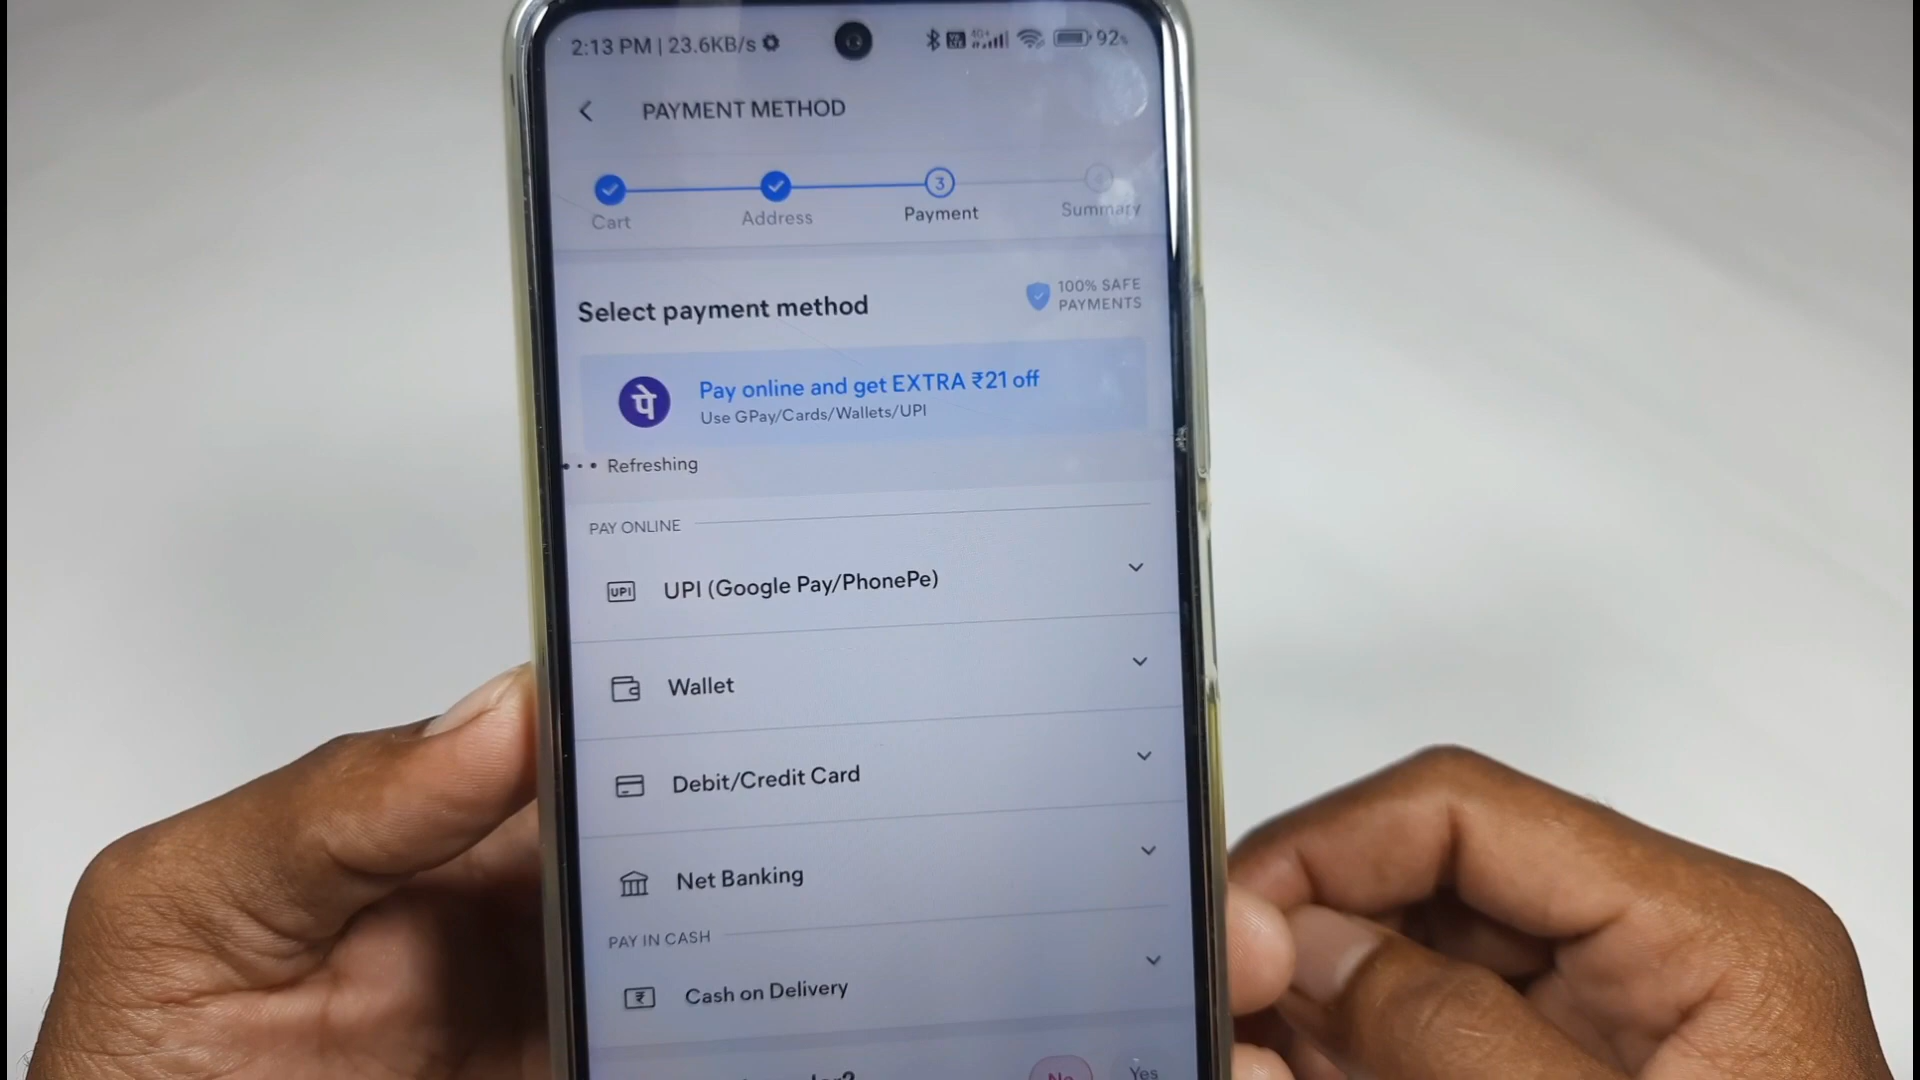 2:13 PM | 23.6KB/s 4G+ 92%
PAYMENT METHOD
3
Cart Address Payment Summary
Select payment method
100% SAFE
PAYMENTS
पे
Pay online and get EXTRA ₹21 off
Use GPay/Cards/Wallets/UPI
Refreshing
PAY ONLINE
UPI UPI (Google Pay/PhonePe)
Wallet
Debit/Credit Card
Net Banking
PAY IN CASH
₹ Cash on Delivery
No Yes